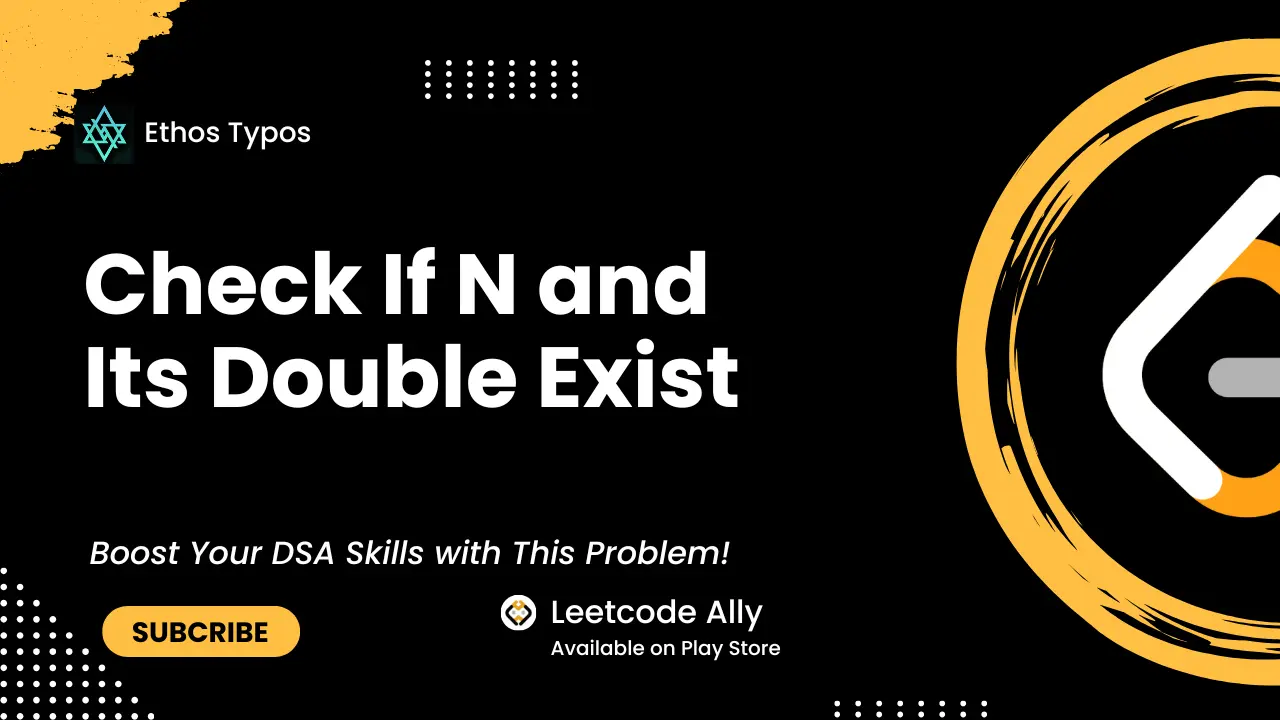 Ethos Typos
Check If N and
Its Double Exist
Boost Your DSA Skills with This Problem!
SUBCRIBE
Leetcode Ally
Available on Play Store